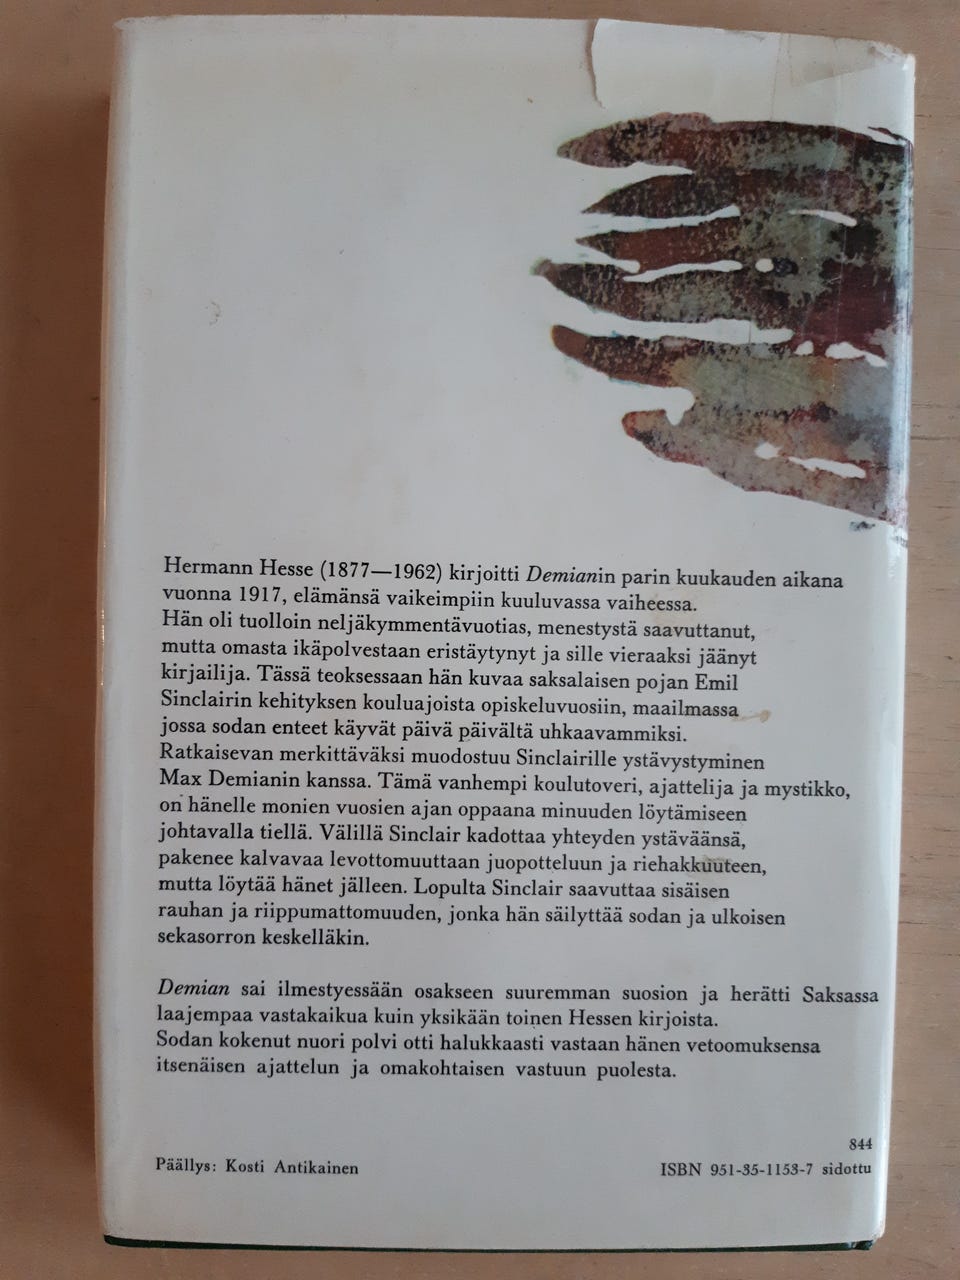 Hermann Hesse (1877—1962) kirjoitti Demianin parin kuukauden aikana
vuonna 1917, elämänsä vaikeimpiin kuuluvassa vaiheessa.
Hän oli tuolloin neljäkymmentävuotias, menestystä saavuttanut,
mutta omasta ikäpolvestaan eristäytynyt ja sille vieraaksi jäänyt
kirjailija. Tässä teoksessaan hän kuvaa saksalaisen pojan Emil
Sinclairin kehityksen kouluajoista opiskeluvuosiin, maailmassa
jossa sodan enteet käyvät päivä päivältä uhkaavammiksi.
Ratkaisevan merkittäväksi muodostuu Sinclairille ystävystyminen
Max Demianin kanssa. Tämä vanhempi koulutoveri, ajattelija ja mystikko,
on hänelle monien vuosien ajan oppaana minuuden löytämiseen
johtavalla tiellä. Välillä Sinclair kadottaa yhteyden ystäväänsä,
pakenee kalvavaa levottomuuttaan juopotteluun ja riehakkuuteen,
mutta löytää hänet jälleen. Lopulta Sinclair saavuttaa sisäisen
rauhan ja riippumattomuuden, jonka hän säilyttää sodan ja ulkoisen
sekasorron keskelläkin.
Demian sai ilmestyessään osakseen suuremman suosion ja herätti Saksassa
laajempaa vastakaikua kuin yksikään toinen Hessen kirjoista.
Sodan kokenut nuori polvi otti halukkaasti vastaan hänen vetoomuksensa
itsenäisen ajattelun ja omakohtaisen vastuun puolesta.
844
Päällys: Kosti Antikainen
ISBN 951-35-1153-7 sidottu